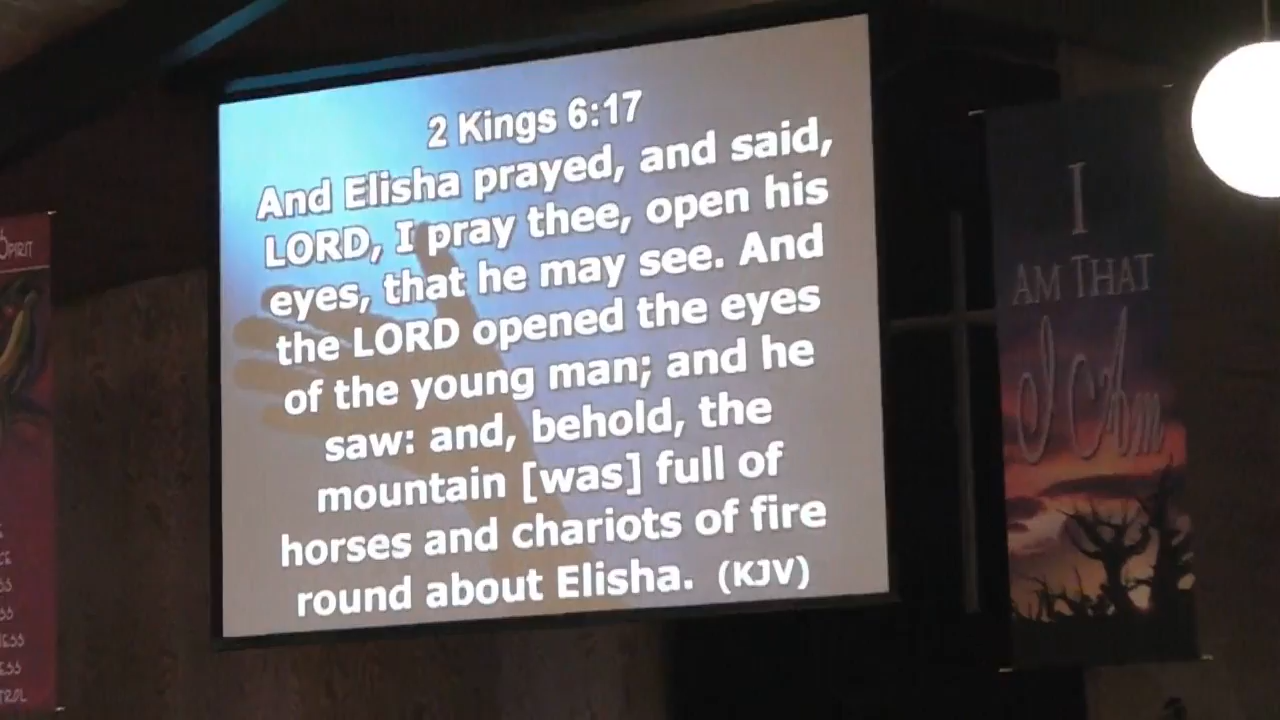 2 Kings 6:17
And Elisha prayed, and said,
LORD, I pray thee, open his
eyes, that he may see. And
the LORD opened the eyes
of the young man; and he
saw: and, behold, the
mountain [was] full of
horses and chariots of fire
round about Elisha. (KJV)
I
AM THAT
I Am
SPIRIT